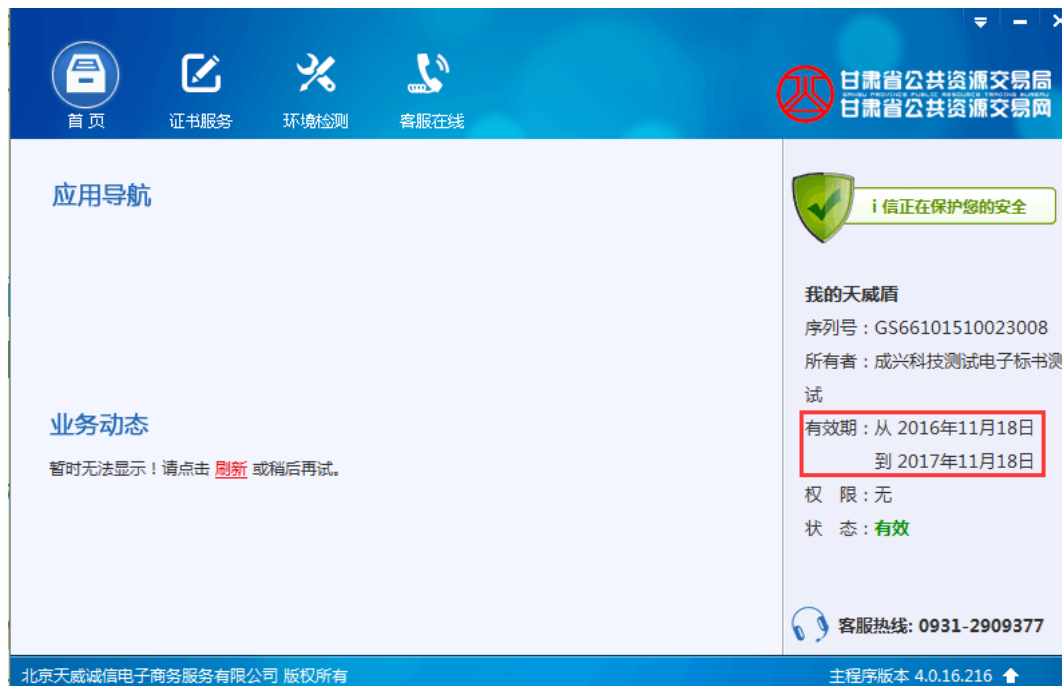 首页
证书服务
环境检测
客服在线
甘肃省公共资源交易局
GANSU PROVINCE PUBLIC RESOURCE TRADING BUREAU
甘肃省公共资源交易网
应用导航
i 信正在保护您的安全
我的天威盾
序列号：GS66101510023008
所有者：成兴科技测试电子标书测
试
有效期：从 2016年11月18日
到 2017年11月18日
权 限：无
状 态：有效
业务动态
暂时无法显示！请点击 刷新 或稍后再试。
客服热线: 0931-2909377
北京天威诚信电子商务服务有限公司 版权所有
主程序版本 4.0.16.216